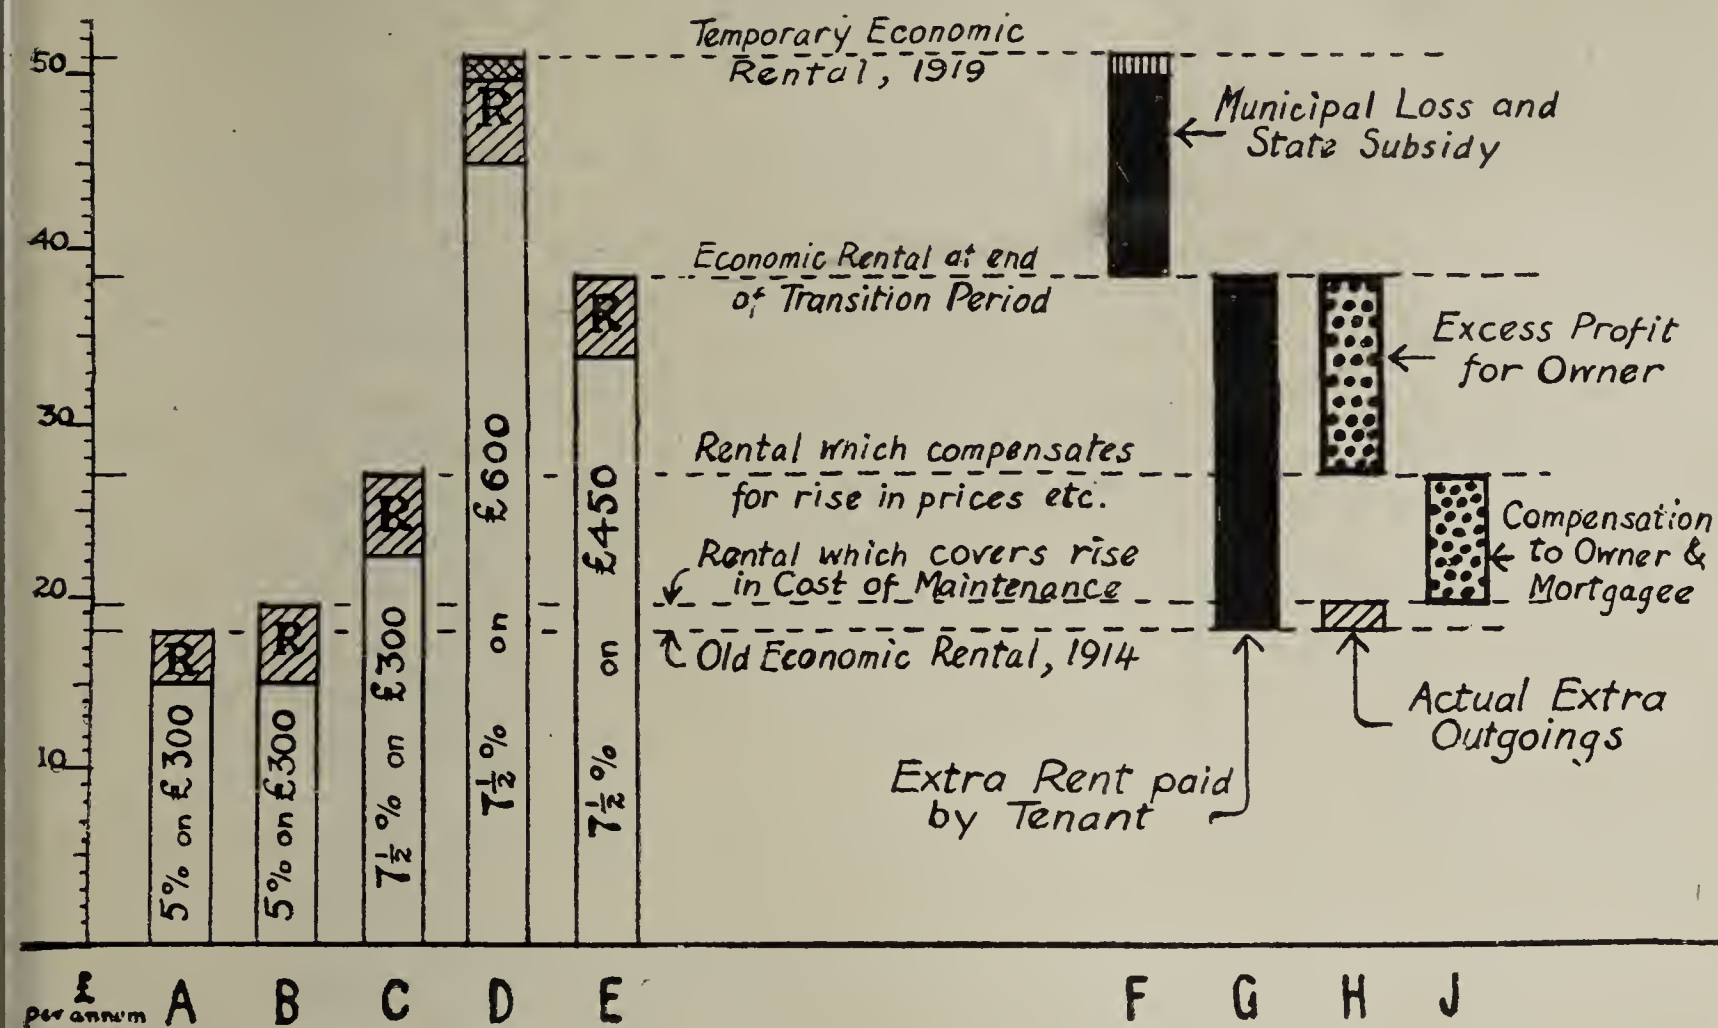 50
40
30
20
10
£
per annum
A
B
C
D
E
F
G
H
J
R
5% on £300
R
5% on £300
R
7½% on £300
R
7½% on £600
R
7½% on £450
Temporary Economic
Rental, 1919
Municipal Loss and
State Subsidy
Economic Rental at end
of Transition Period
Excess Profit
for Owner
Rental which compensates
for rise in prices etc.
Rental which covers rise
in Cost of Maintenance
Compensation
to Owner &
Mortgagee
Old Economic Rental, 1914
Actual Extra
Outgoings
Extra Rent paid
by Tenant